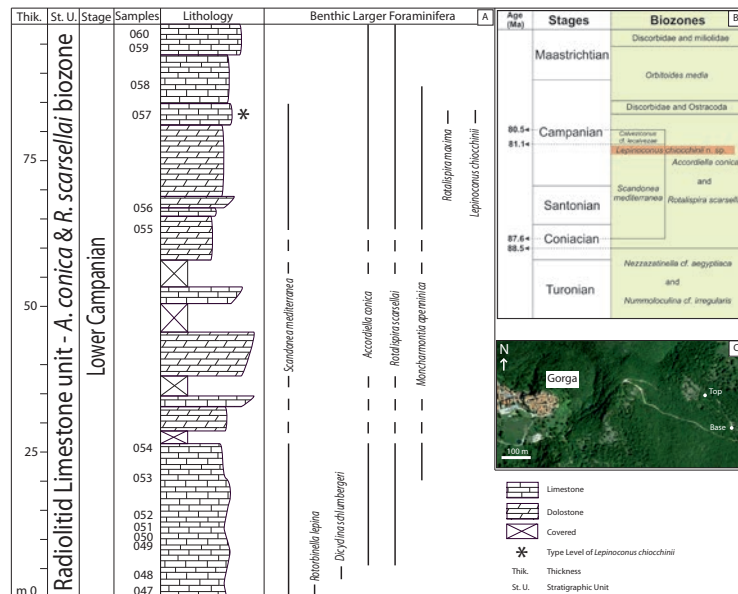 Thik.
St. U.
Stage
Samples
Lithology
Benthic Larger Foraminifera
A
Radiolitid Limestone unit - A. conica & R. scarsellai biozone
Lower Campanian
75
50
25
m 0
060
059
058
057
056
055
054
053
052
051
050
049
048
047
*
Scandonea mediterranea
Rotorbinella lepina
Dicyclina schlumbergeri
Accordiella conica
Rotalispira scarsellai
Moncharmontia apenninica
Rotalispira maxima
Lepinoconus chiocchinii
Age
(Ma)
Stages
Biozones
B
Maastrichtian
Campanian
Santonian
Coniacian
Turonian
80.5
81.1
87.6
88.5
Discorbidae and miliolidae
Orbitoides media
Discorbidae and Ostracoda
Lepinoconus chiocchinii n. sp.
Accordiella conica
and
Rotalispira scarsella
Scandonea
mediterranea
Nezzazatinella cf. aegyptiaca
and
Nummoloculina cf. irregularis
N
Gorga
Top
Base
100 m
C
Limestone
Dolostone
Covered
* Type Level of Lepinoconus chiocchinii
Thik. Thickness
St. U. Stratigraphic Unit